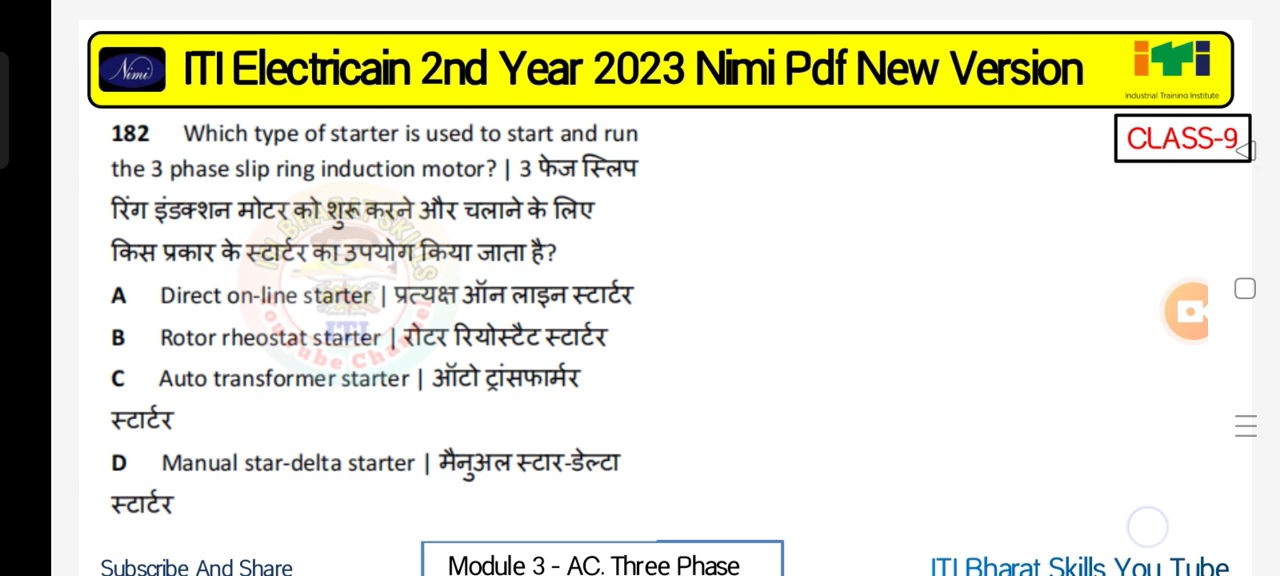 Nimi
ITI Electricain 2nd Year 2023 Nimi Pdf New Version
Industrial Training Institute
CLASS-9
182 Which type of starter is used to start and run
the 3 phase slip ring induction motor? | 3 फेज स्लिप
रिंग इंडक्शन मोटर को शुरू करने और चलाने के लिए
किस प्रकार के स्टार्टर का उपयोग किया जाता है?
A Direct on-line starter | प्रत्यक्ष ऑन लाइन स्टार्टर
B Rotor rheostat starter | रोटर रियोस्टैट स्टार्टर
C Auto transformer starter | ऑटो ट्रांसफार्मर
स्टार्टर
D Manual star-delta starter | मैनुअल स्टार-डेल्टा
स्टार्टर
Subscribe And Share
Module 3 - AC. Three Phase
ITI Bharat Skills You Tube